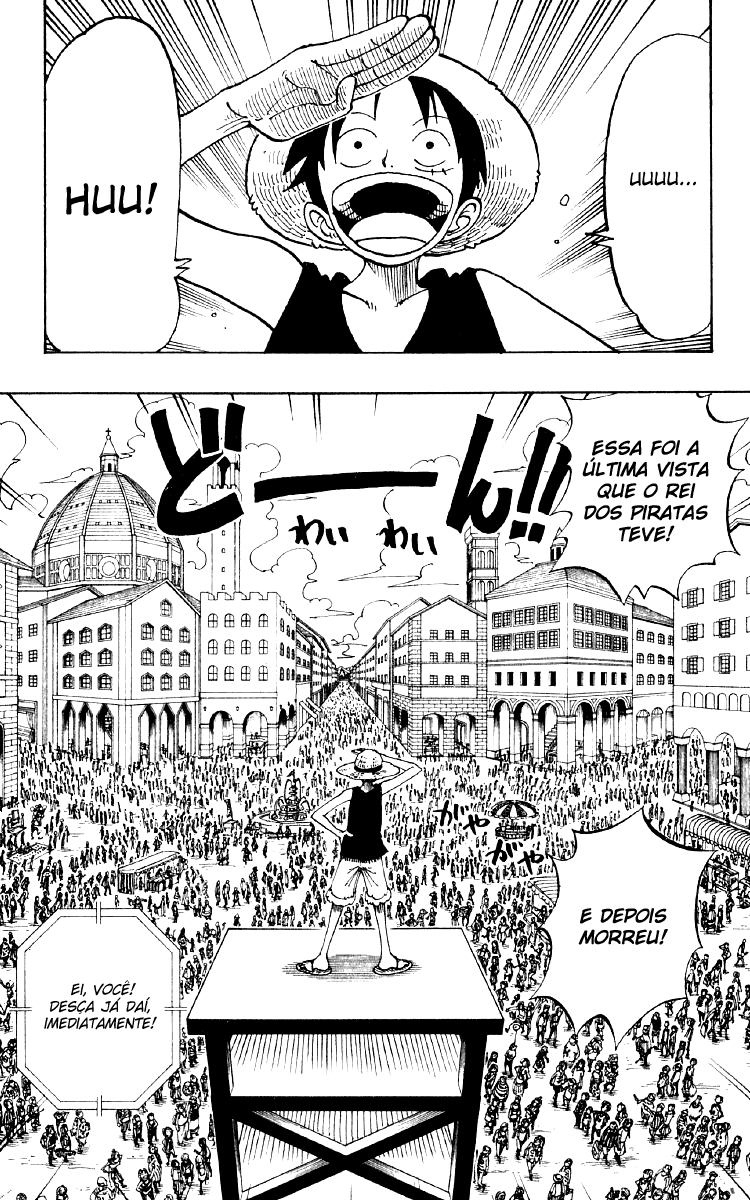 UUUU...
HUU!
ESSA FOI A
ÚLTIMA VISTA
QUE O REI
DOS PIRATAS
TEVE!
どーん!!
わい わい
がや
がや
E DEPOIS
MORREU!
EI, VOCÊ!
DESÇA JÁ DAÍ,
IMEDIATAMENTE!